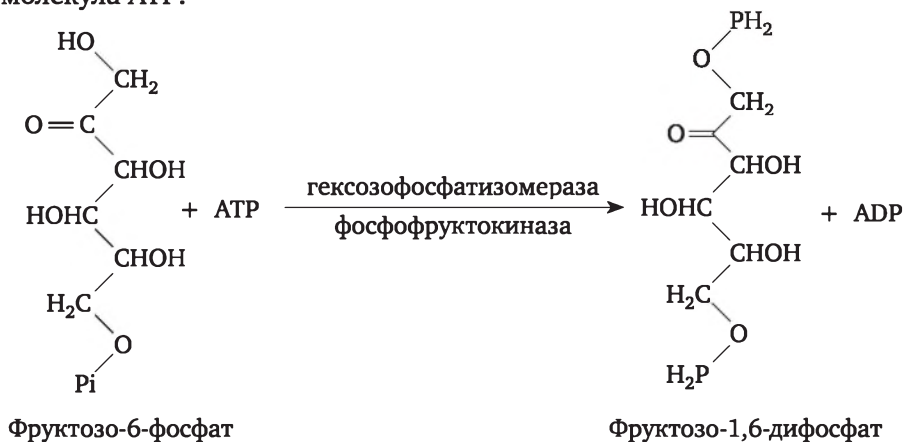 молекула АТР.
HO
CH₂
O=C
CHOH
HOHC
CHOH
H₂C
O
Pi
+ ATP
гексозофосфатизомераза
фосфофруктокиназа
PH₂
O
CH₂
O=
CHOH
HOHC
CHOH
H₂C
O
H₂P
+ ADP
Фруктозо-6-фосфат
Фруктозо-1,6-дифосфат